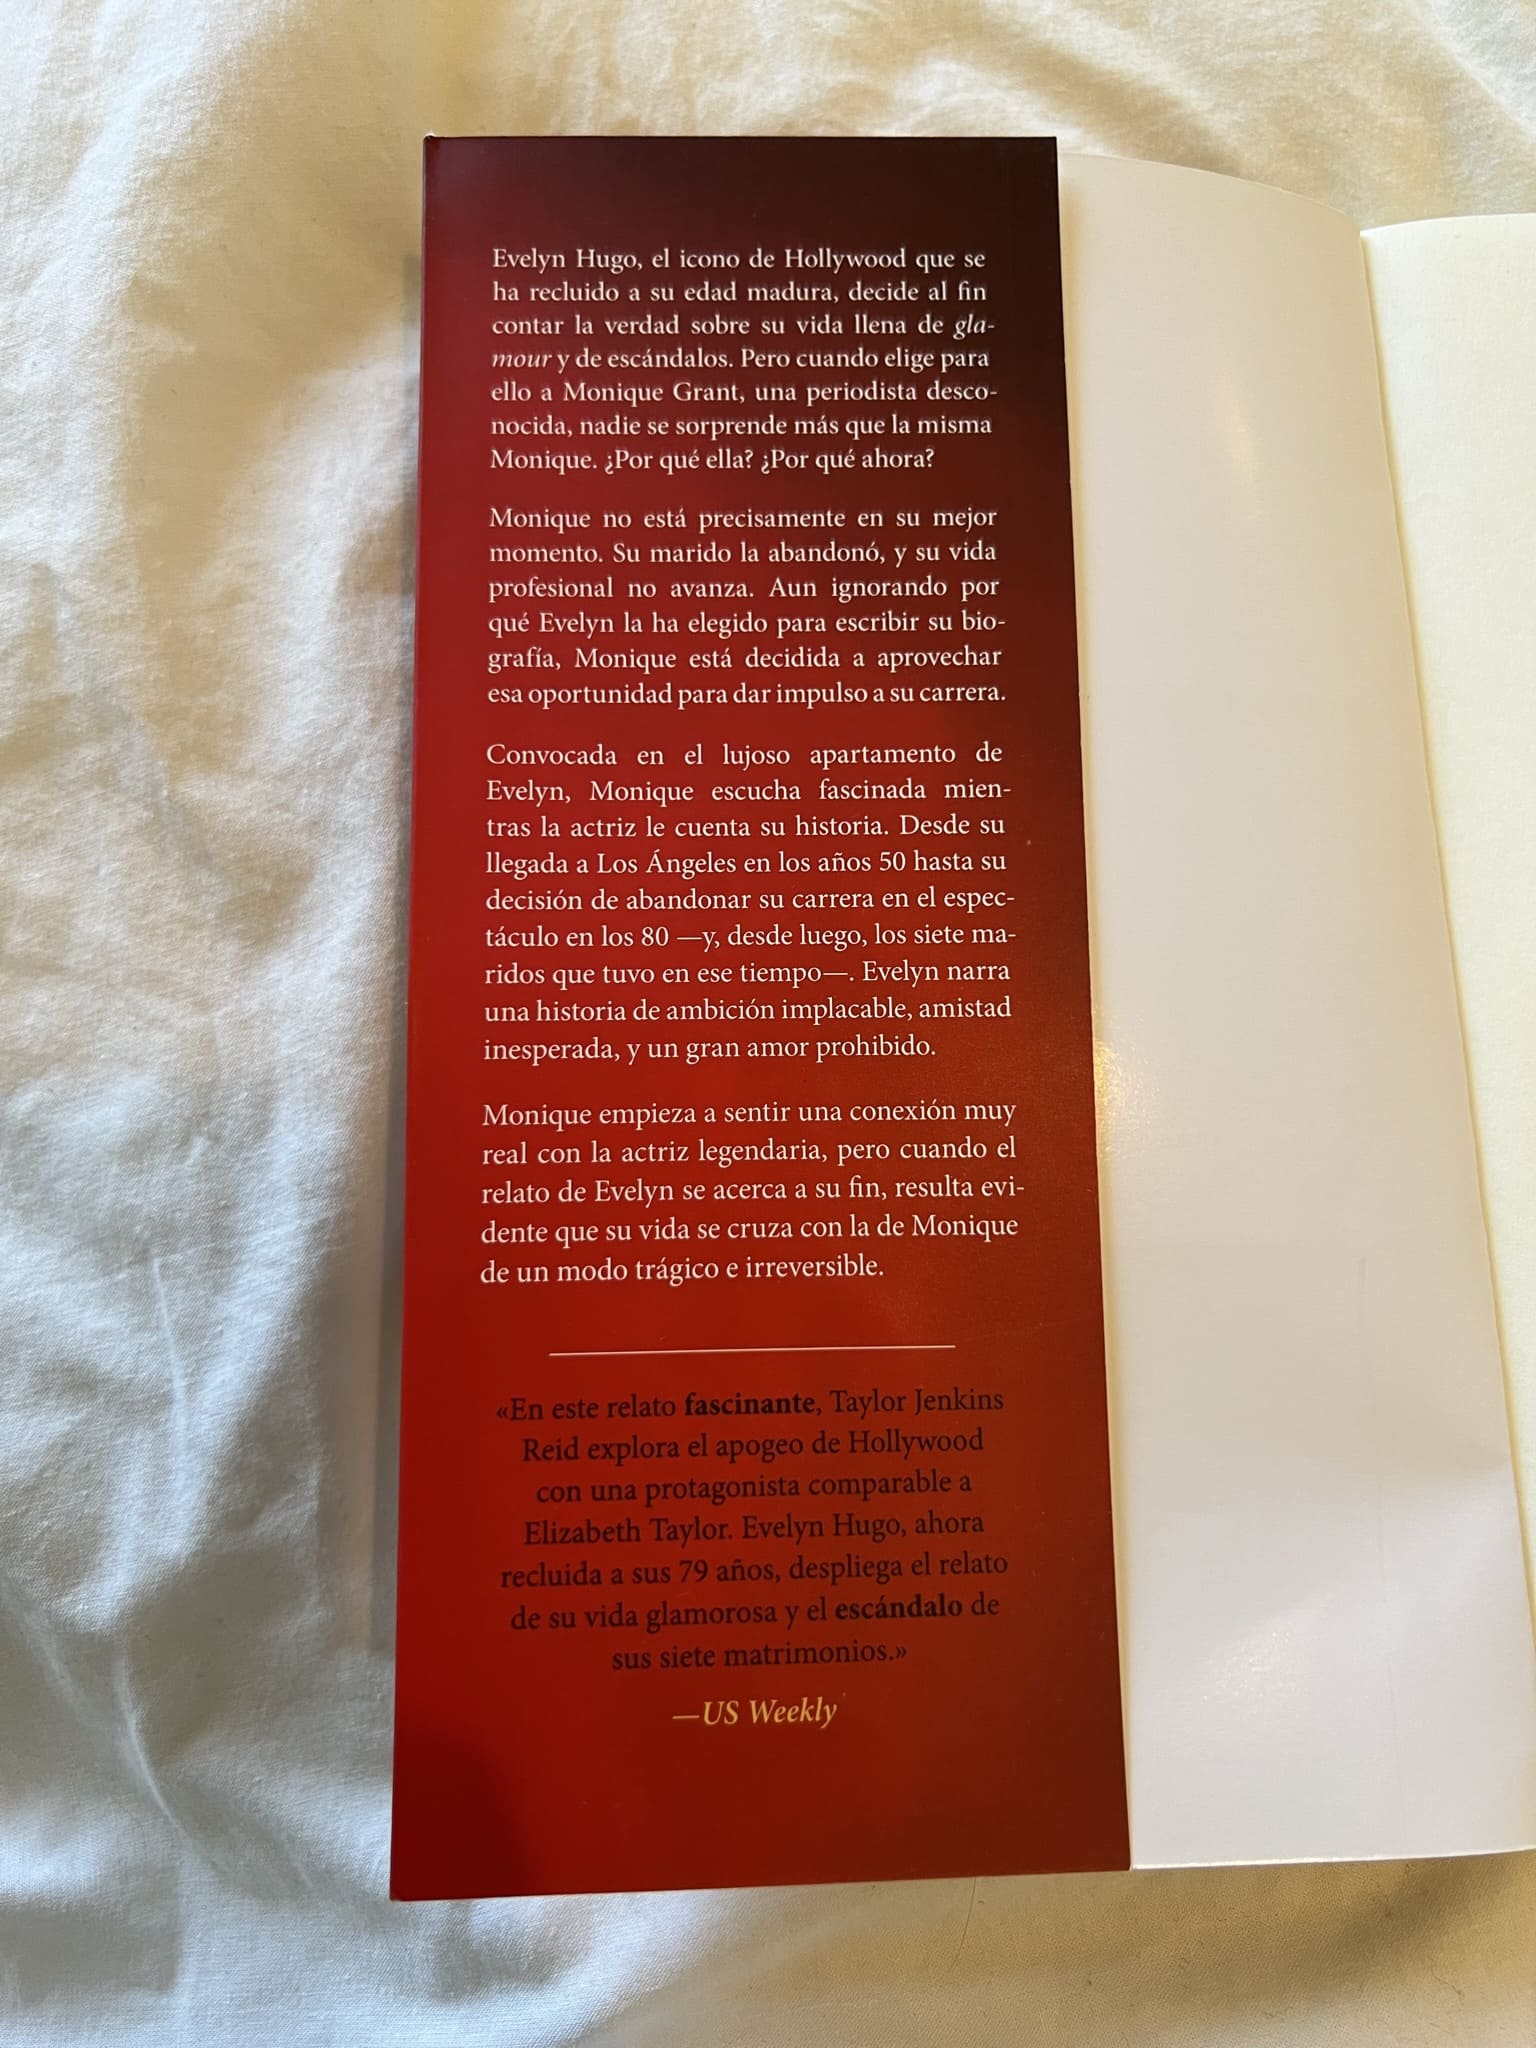 Evelyn Hugo, el icono de Hollywood que se
ha recluido a su edad madura, decide al fin
contar la verdad sobre su vida llena de gla-
mour y de escándalos. Pero cuando elige para
ello a Monique Grant, una periodista desco-
nocida, nadie se sorprende más que la misma
Monique. ¿Por qué ella? ¿Por qué ahora?
Monique no está precisamente en su mejor
momento. Su marido la abandonó, y su vida
profesional no avanza. Aun ignorando por
qué Evelyn la ha elegido para escribir su bio-
grafía, Monique está decidida a aprovechar
esa oportunidad para dar impulso a su carrera.
Convocada en el lujoso apartamento de
Evelyn, Monique escucha fascinada mien-
tras la actriz le cuenta su historia. Desde su
llegada a Los Ángeles en los años 50 hasta su
decisión de abandonar su carrera en el espec-
táculo en los 80 —y, desde luego, los siete ma-
ridos que tuvo en ese tiempo—. Evelyn narra
una historia de ambición implacable, amistad
inesperada, y un gran amor prohibido.
Monique empieza a sentir una conexión muy
real con la actriz legendaria, pero cuando el
relato de Evelyn se acerca a su fin, resulta evi-
dente que su vida se cruza con la de Monique
de un modo trágico e irreversible.
«En este relato fascinante, Taylor Jenkins
Reid explora el apogeo de Hollywood
con una protagonista comparable a
Elizabeth Taylor. Evelyn Hugo, ahora
recluida a sus 79 años, despliega el relato
de su vida glamorosa y el escándalo de
sus siete matrimonios.»
—US Weekly